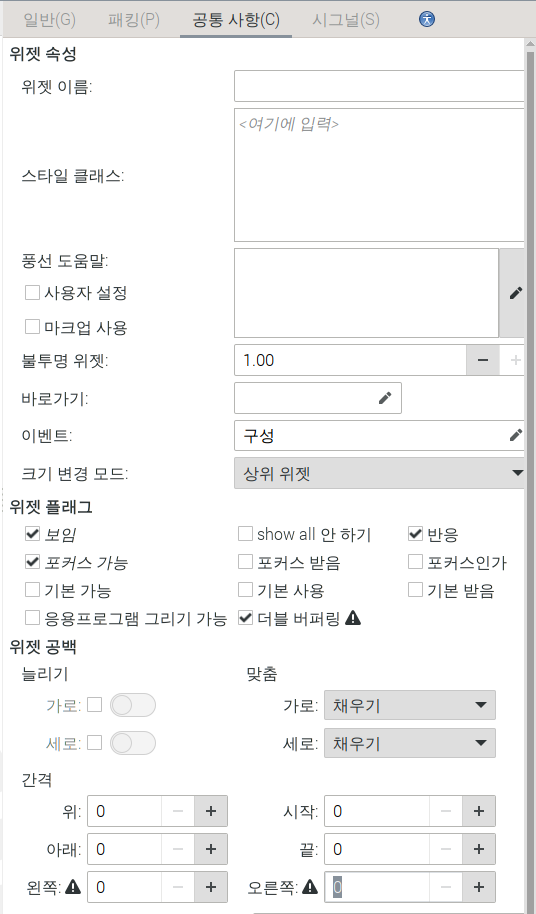 일반(G) 패킹(P) 공통 사항(C) 시그널(S)
위젯 속성
위젯 이름:
<여기에 입력>
스타일 클래스:
풍선 도움말:
사용자 설정
마크업 사용
불투명 위젯: 1.00
바로가기:
이벤트: 구성
크기 변경 모드: 상위 위젯
위젯 플래그
보임 show all 안 하기 반응
포커스 가능 포커스 받음 포커스인가
기본 가능 기본 사용 기본 받음
응용프로그램 그리기 가능 더블 버퍼링
위젯 공백
늘리기 맞춤
가로: 가로: 채우기
세로: 세로: 채우기
간격
위: 0 시작: 0
아래: 0 끝: 0
왼쪽: 0 오른쪽: 0